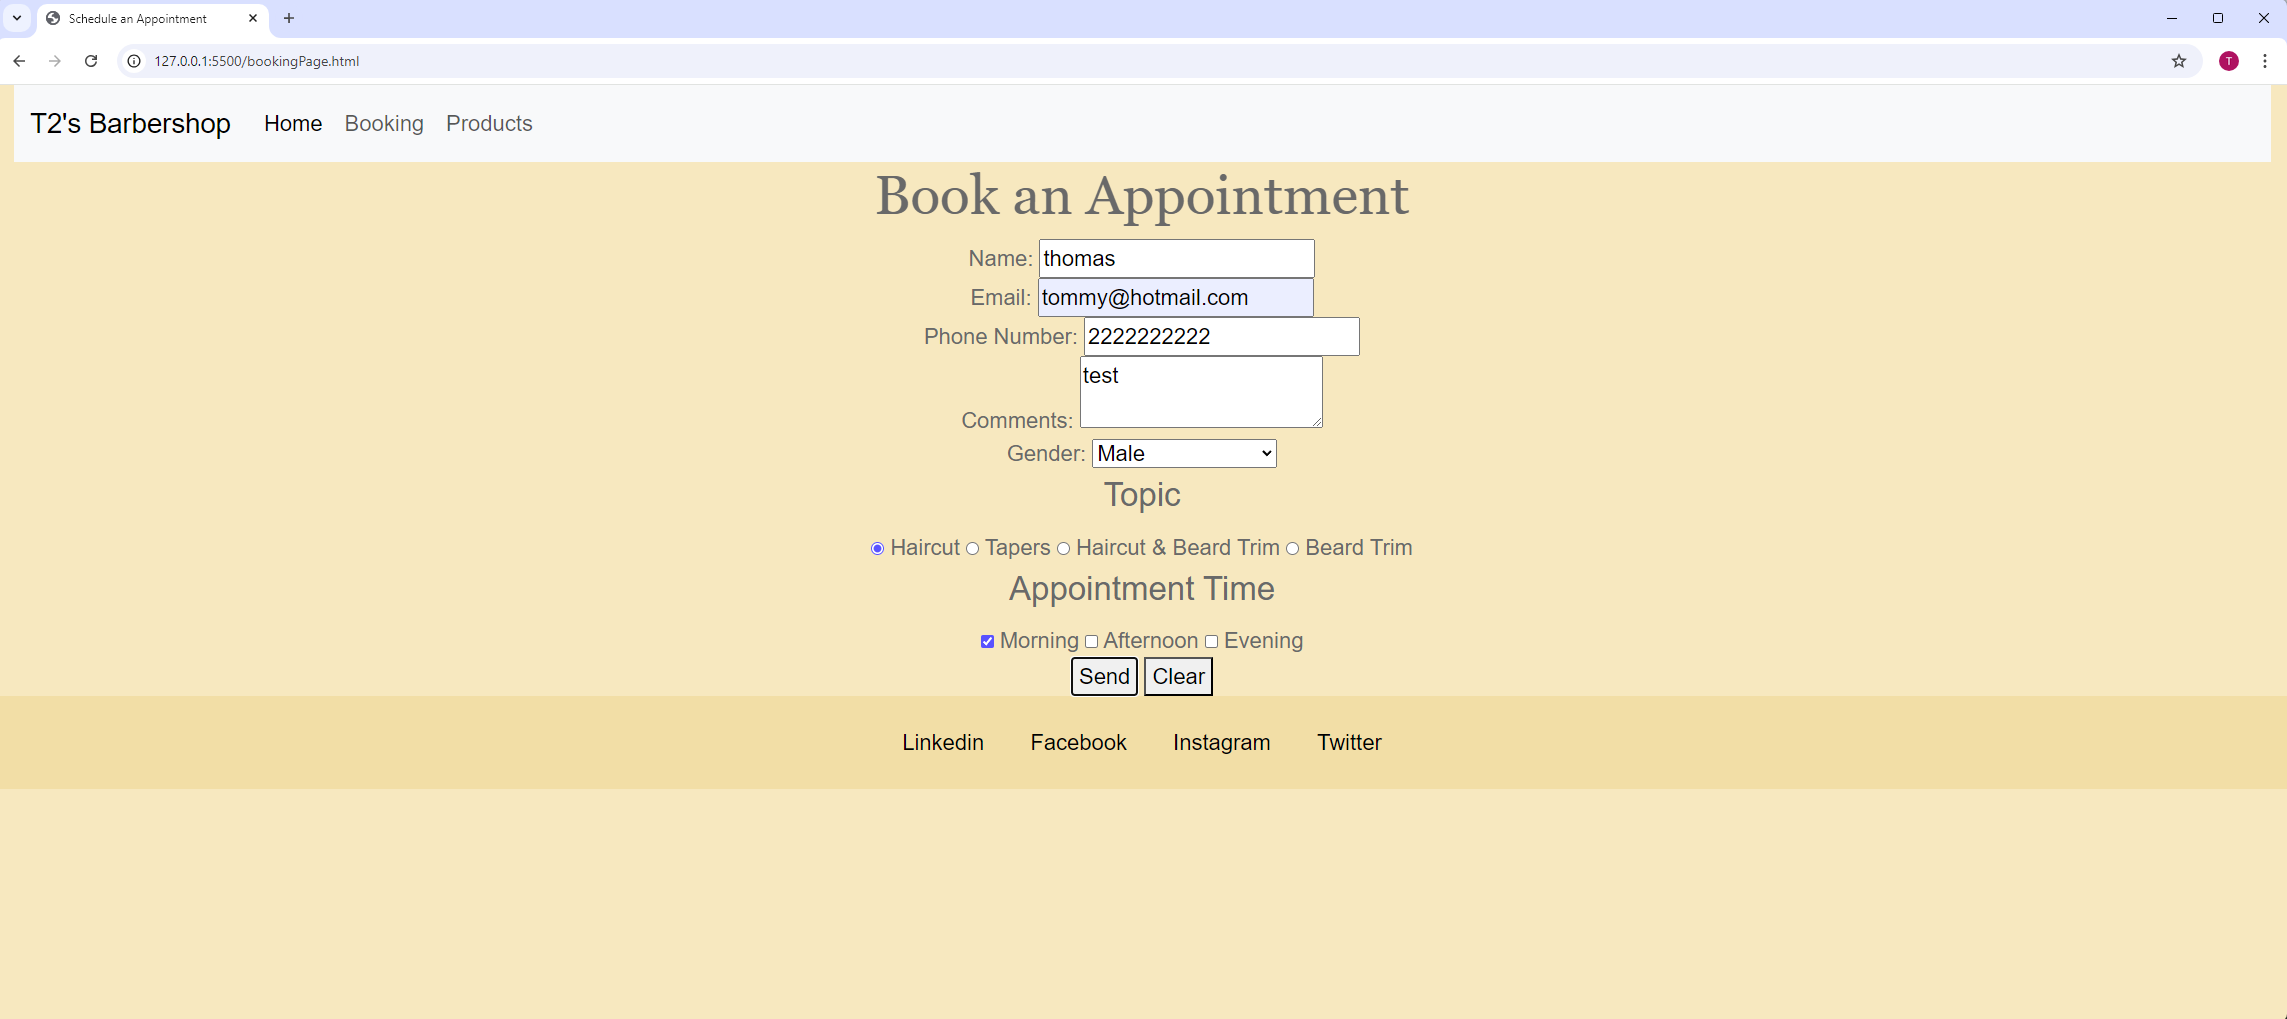 Schedule an Appointment
127.0.0.1:5500/bookingPage.html
T
T2's Barbershop Home Booking Products
Book an Appointment
Name: thomas
Email: tommy@hotmail.com
Phone Number: 2222222222
test
Comments:
Gender: Male
Topic
Haircut Tapers Haircut & Beard Trim Beard Trim
Appointment Time
Morning Afternoon Evening
Send Clear
Linkedin Facebook Instagram Twitter